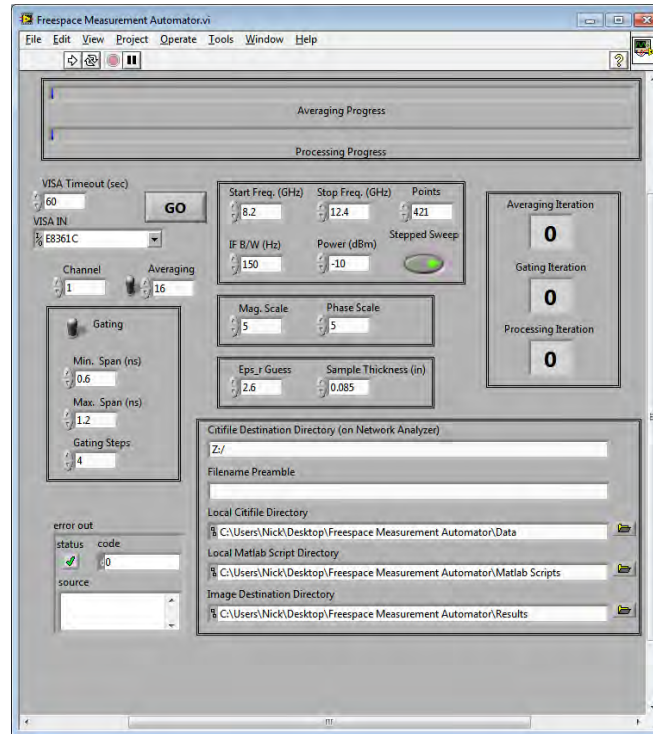 Freespace Measurement Automator.vi
File Edit View Project Operate Tools Window Help
Averaging Progress
Processing Progress
VISA Timeout (sec)
60
GO
VISA IN
E8361C
Channel
1
Averaging
16
Start Freq. (GHz) Stop Freq. (GHz) Points
8.2 12.4 421
IF B/W (Hz) Power (dBm) Stepped Sweep
150 -10
Averaging Iteration
0
Gating Iteration
0
Processing Iteration
0
Gating
Min. Span (ns)
0.6
Max. Span (ns)
1.2
Gating Steps
4
Mag. Scale Phase Scale
5 5
Eps_r Guess Sample Thickness (in)
2.6 0.085
Citifile Destination Directory (on Network Analyzer)
Z:/
Filename Preamble
Local Citifile Directory
C:\Users\Nick\Desktop\Freespace Measurement Automator\Data
Local Matlab Script Directory
C:\Users\Nick\Desktop\Freespace Measurement Automator\Matlab Scripts
Image Destination Directory
C:\Users\Nick\Desktop\Freespace Measurement Automator\Results
error out
status code
0
source